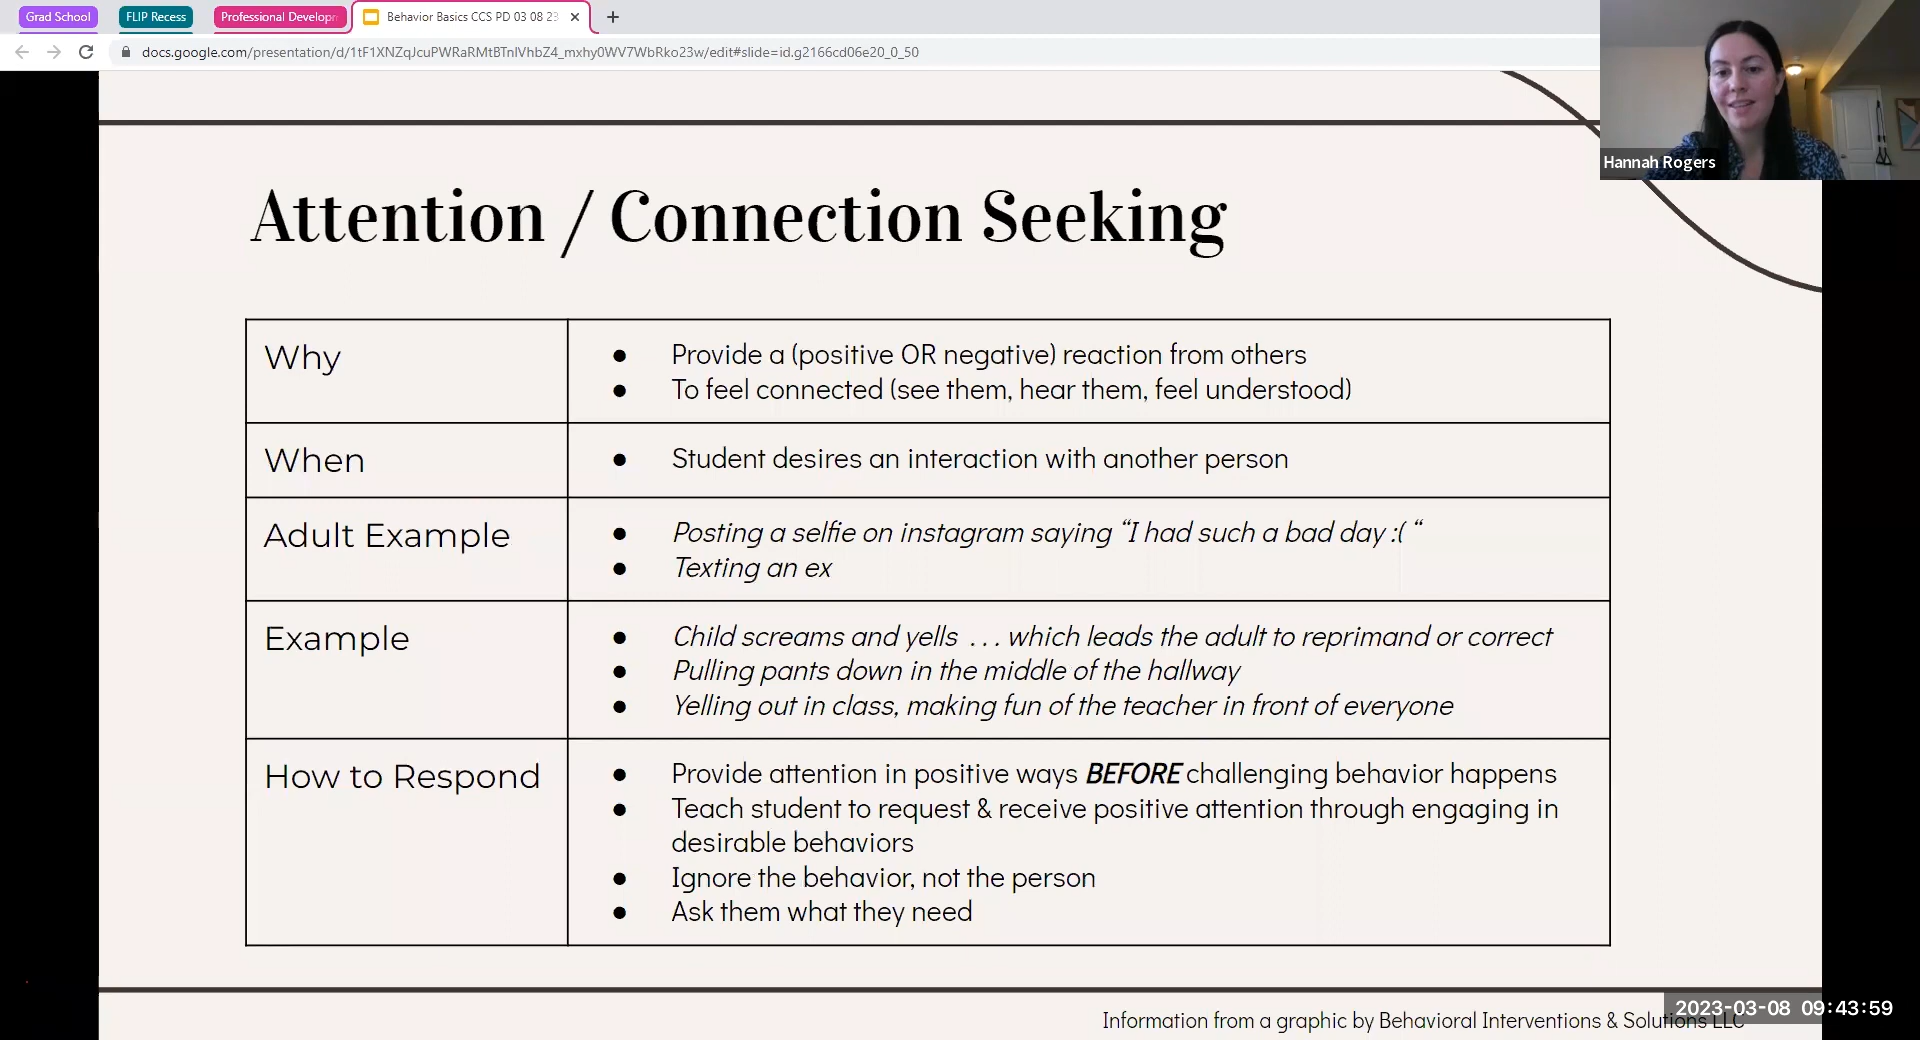 Grad School
FLIP Recess
Professional Developm
Behavior Basics CCS PD 03 08 23
docs.google.com/presentation/d/1tF1XNZqJcuPWRaRMtBTnlVhbZ4_mxhy0WV7WbRko23w/edit#slide=id.g2166cd06e20_0_50
Hannah Rogers
Attention / Connection Seeking
Why
● Provide a (positive OR negative) reaction from others
● To feel connected (see them, hear them, feel understood)
When
● Student desires an interaction with another person
Adult Example
● Posting a selfie on instagram saying “I had such a bad day :( “
● Texting an ex
Example
● Child screams and yells . . . which leads the adult to reprimand or correct
● Pulling pants down in the middle of the hallway
● Yelling out in class, making fun of the teacher in front of everyone
How to Respond
● Provide attention in positive ways BEFORE challenging behavior happens
● Teach student to request & receive positive attention through engaging in
desirable behaviors
● Ignore the behavior, not the person
● Ask them what they need
2023-03-08 09:43:59
Information from a graphic by Behavioral Interventions & Solutions LLC